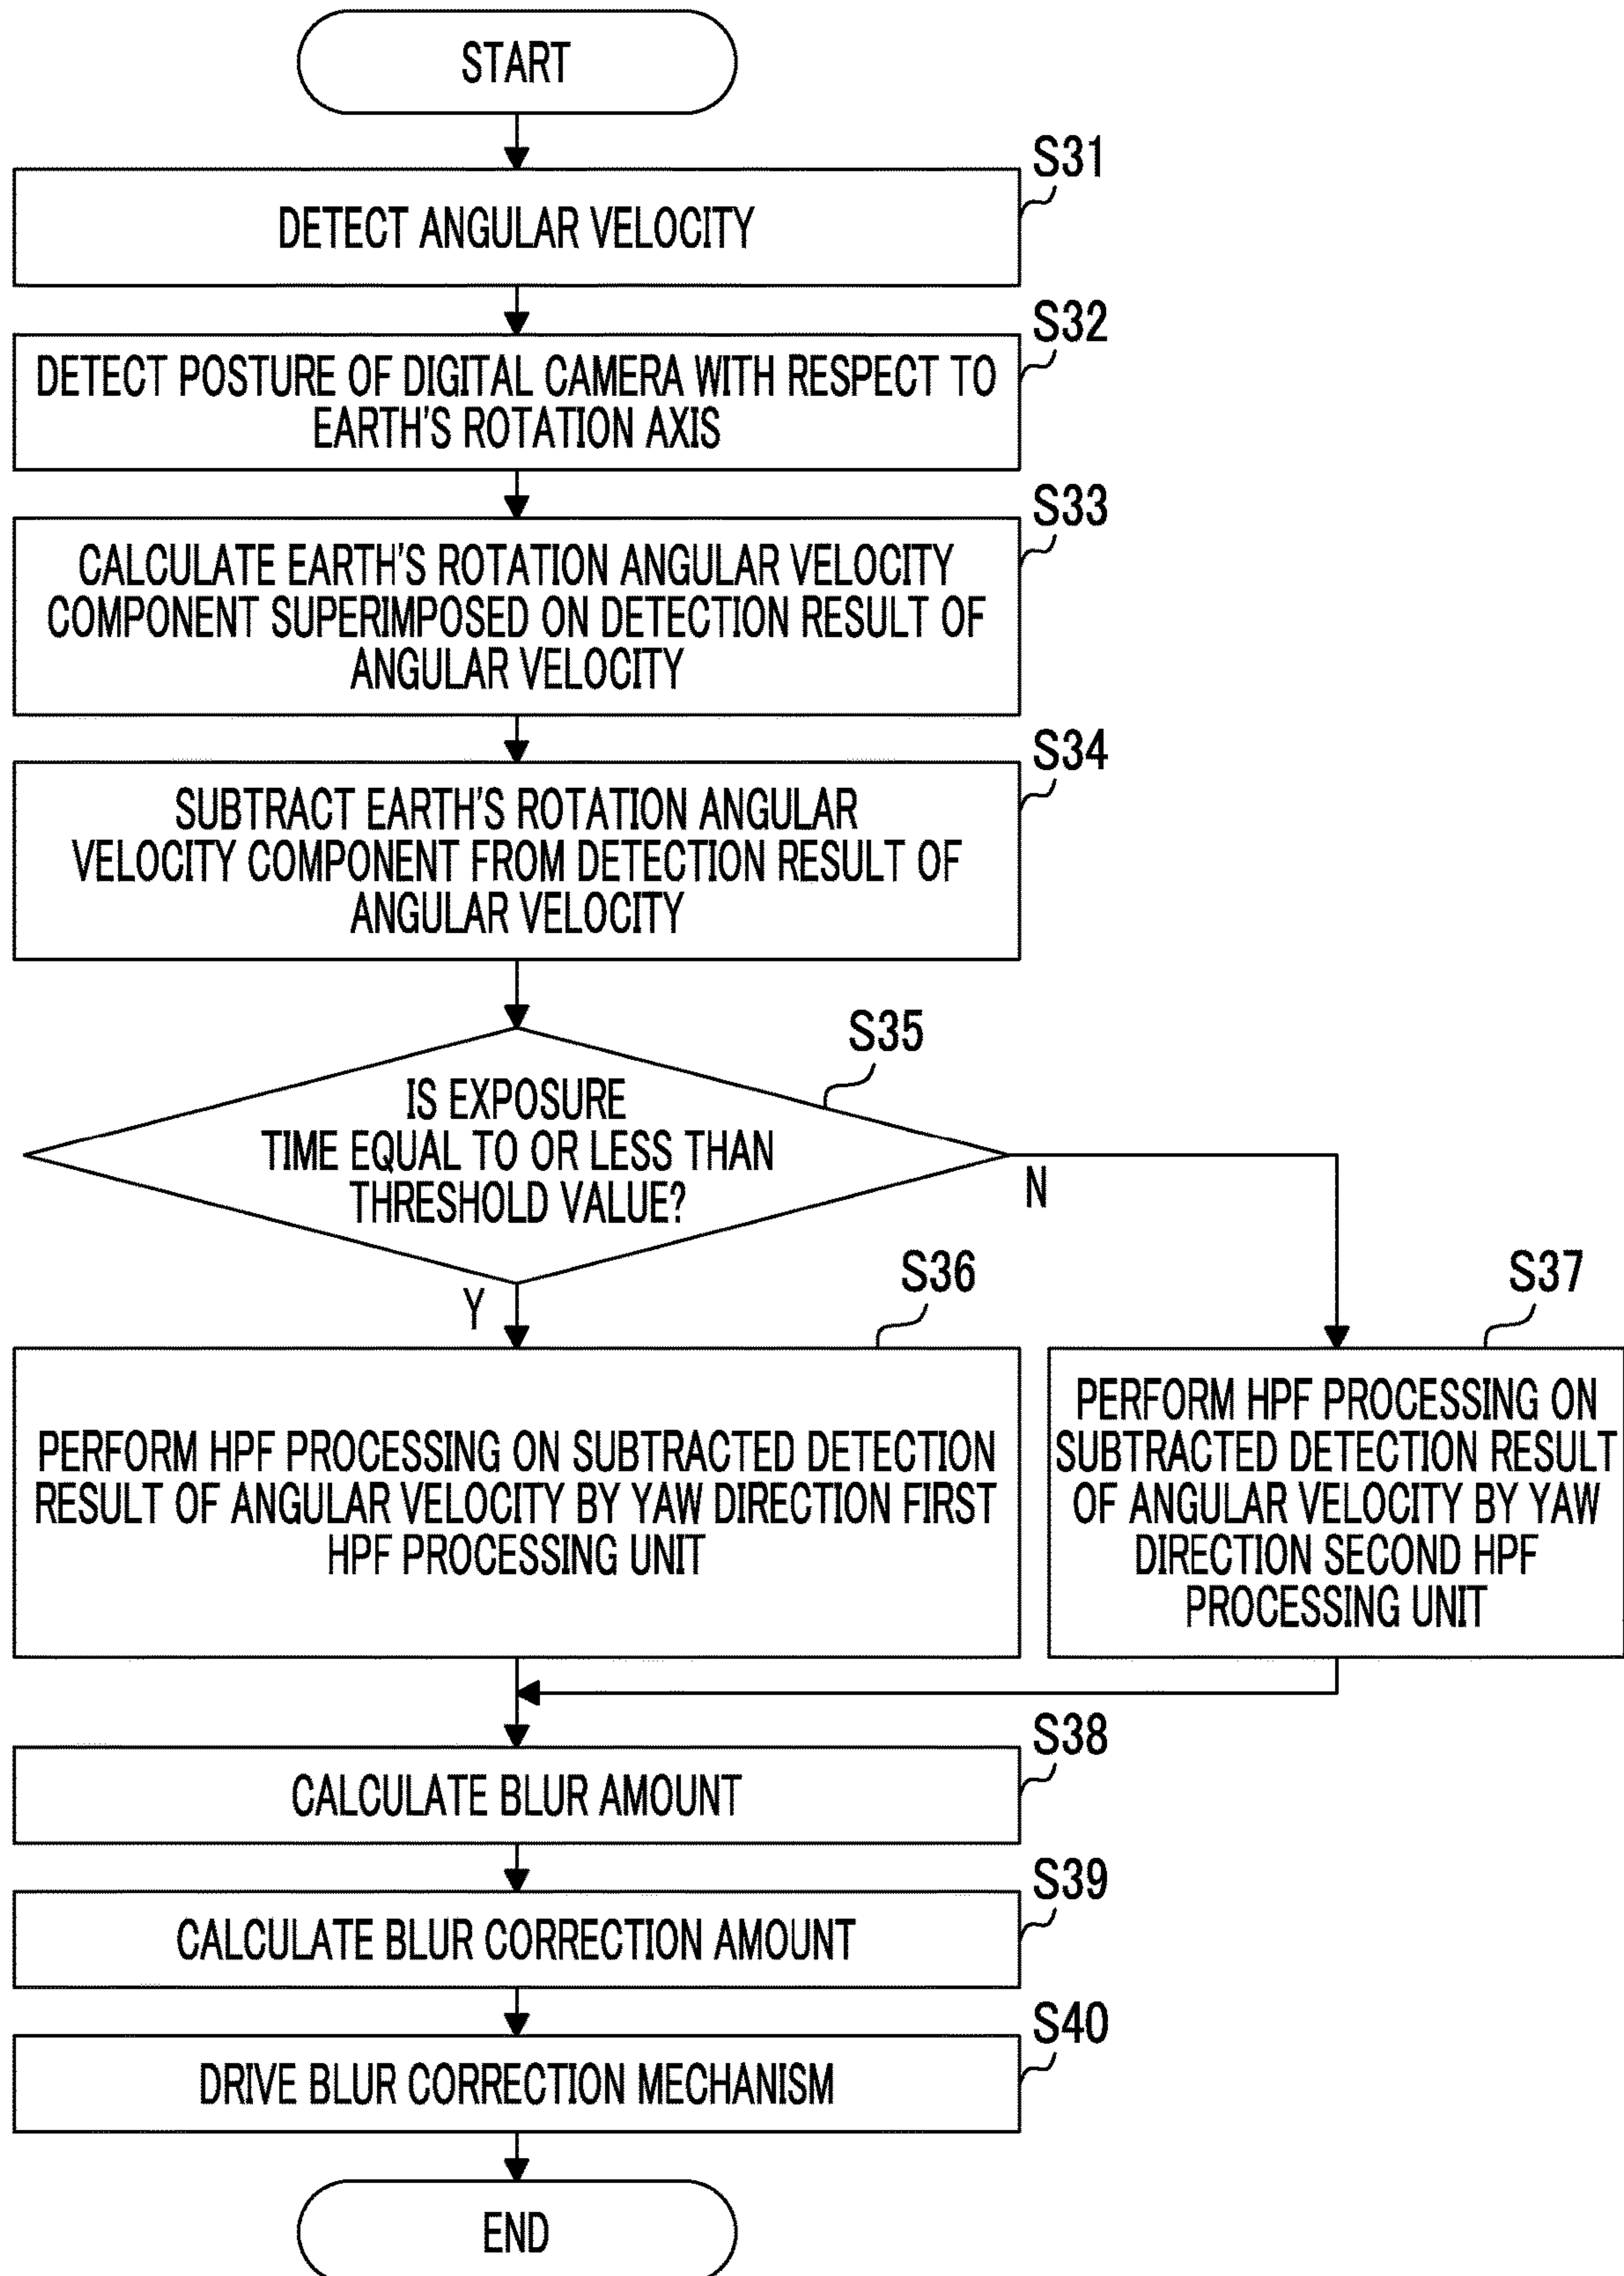 START
S31
DETECT ANGULAR VELOCITY
S32
DETECT POSTURE OF DIGITAL CAMERA WITH RESPECT TO
EARTH'S ROTATION AXIS
S33
CALCULATE EARTH'S ROTATION ANGULAR VELOCITY
COMPONENT SUPERIMPOSED ON DETECTION RESULT OF
ANGULAR VELOCITY
S34
SUBTRACT EARTH'S ROTATION ANGULAR
VELOCITY COMPONENT FROM DETECTION RESULT OF
ANGULAR VELOCITY
S35
IS EXPOSURE
TIME EQUAL TO OR LESS THAN
THRESHOLD VALUE?
N
Y
S36
PERFORM HPF PROCESSING ON SUBTRACTED DETECTION
RESULT OF ANGULAR VELOCITY BY YAW DIRECTION FIRST
HPF PROCESSING UNIT
S37
PERFORM HPF PROCESSING ON
SUBTRACTED DETECTION RESULT
OF ANGULAR VELOCITY BY YAW
DIRECTION SECOND HPF
PROCESSING UNIT
S38
CALCULATE BLUR AMOUNT
S39
CALCULATE BLUR CORRECTION AMOUNT
S40
DRIVE BLUR CORRECTION MECHANISM
END